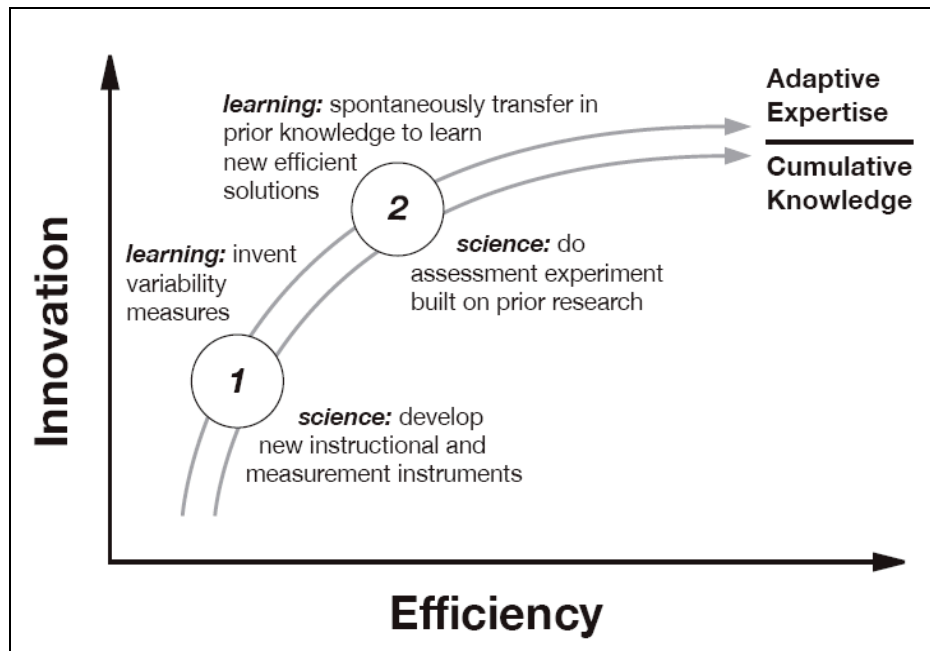 Adaptive
Expertise
Cumulative
Knowledge
learning: spontaneously transfer in
prior knowledge to learn
new efficient
solutions
2
science: do
assessment experiment
built on prior research
learning: invent
variability
measures
1
science: develop
new instructional and
measurement instruments
Innovation
Efficiency